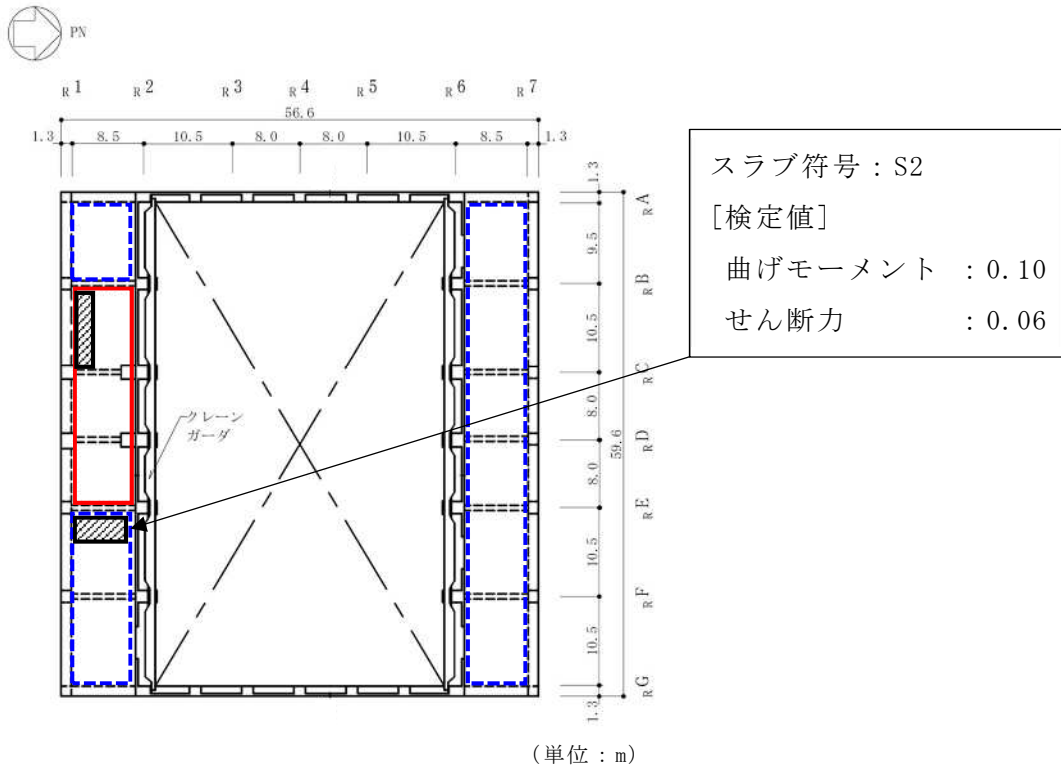 PN
R1 R2 R3 R4 R5 R6 R7
56.6
1.3 8.5 10.5 8.0 8.0 10.5 8.5 1.3
スラブ符号：S2
[検定値]
曲げモーメント ：0.10
せん断力 ：0.06
1.3
RA
9.5
RB
10.5
RC
8.0
59.6
RD
8.0
RE
10.5
RF
10.5
RG
1.3
クレーン
ガーダ
(単位：m)